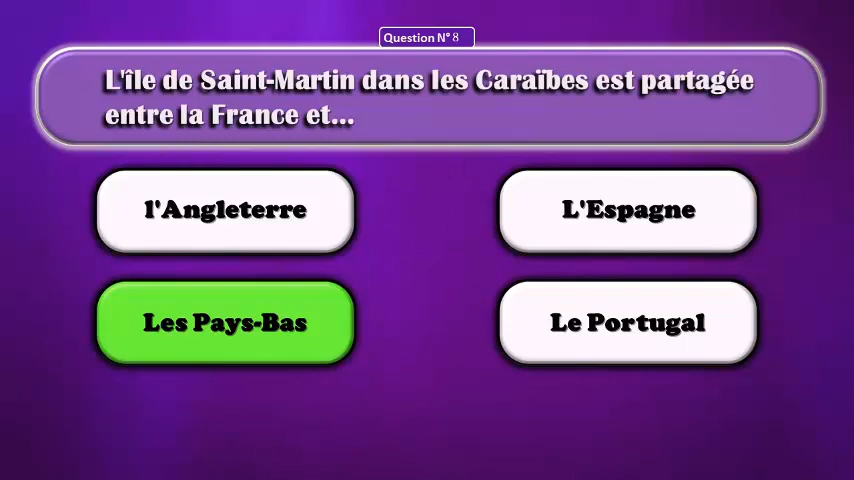 Question N° 8
L'île de Saint-Martin dans les Caraïbes est partagée
entre la France et...
l'Angleterre
L'Espagne
Les Pays-Bas
Le Portugal